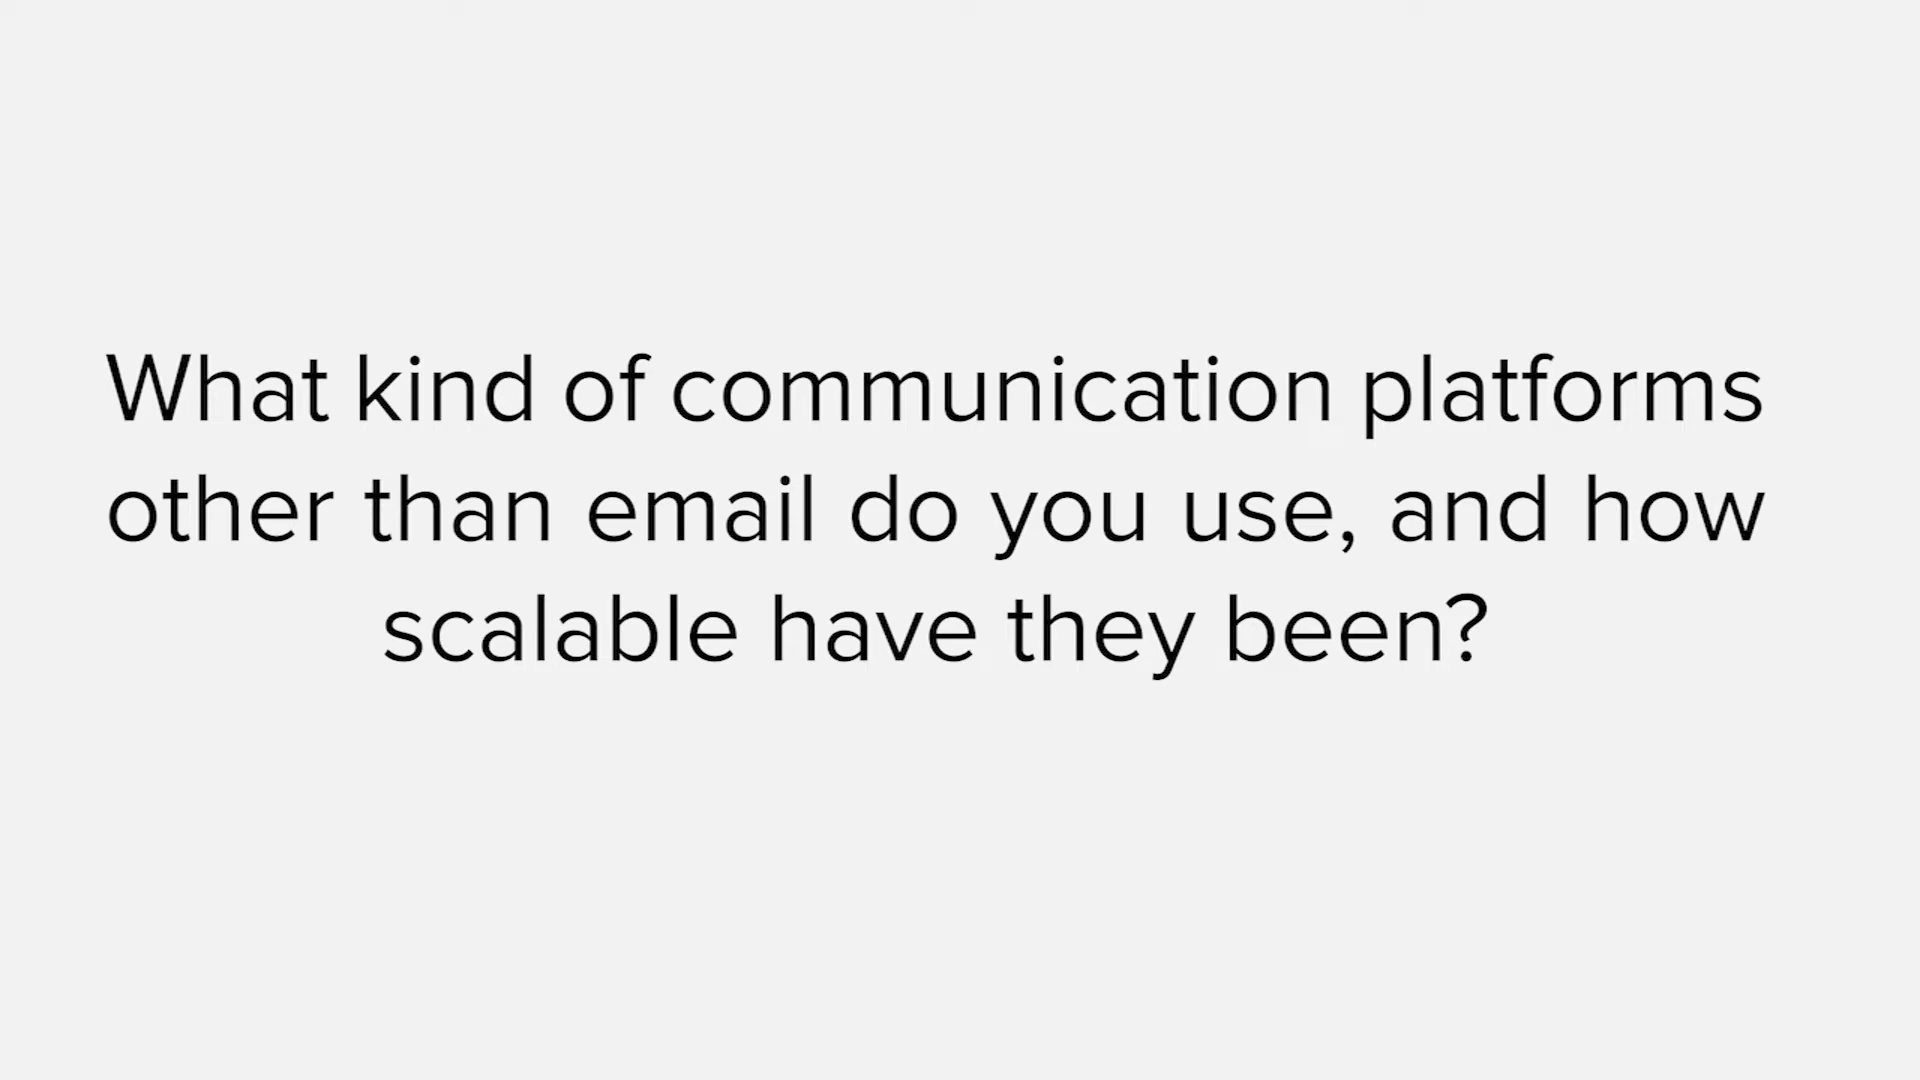 What kind of communication platforms
other than email do you use, and how
scalable have they been?